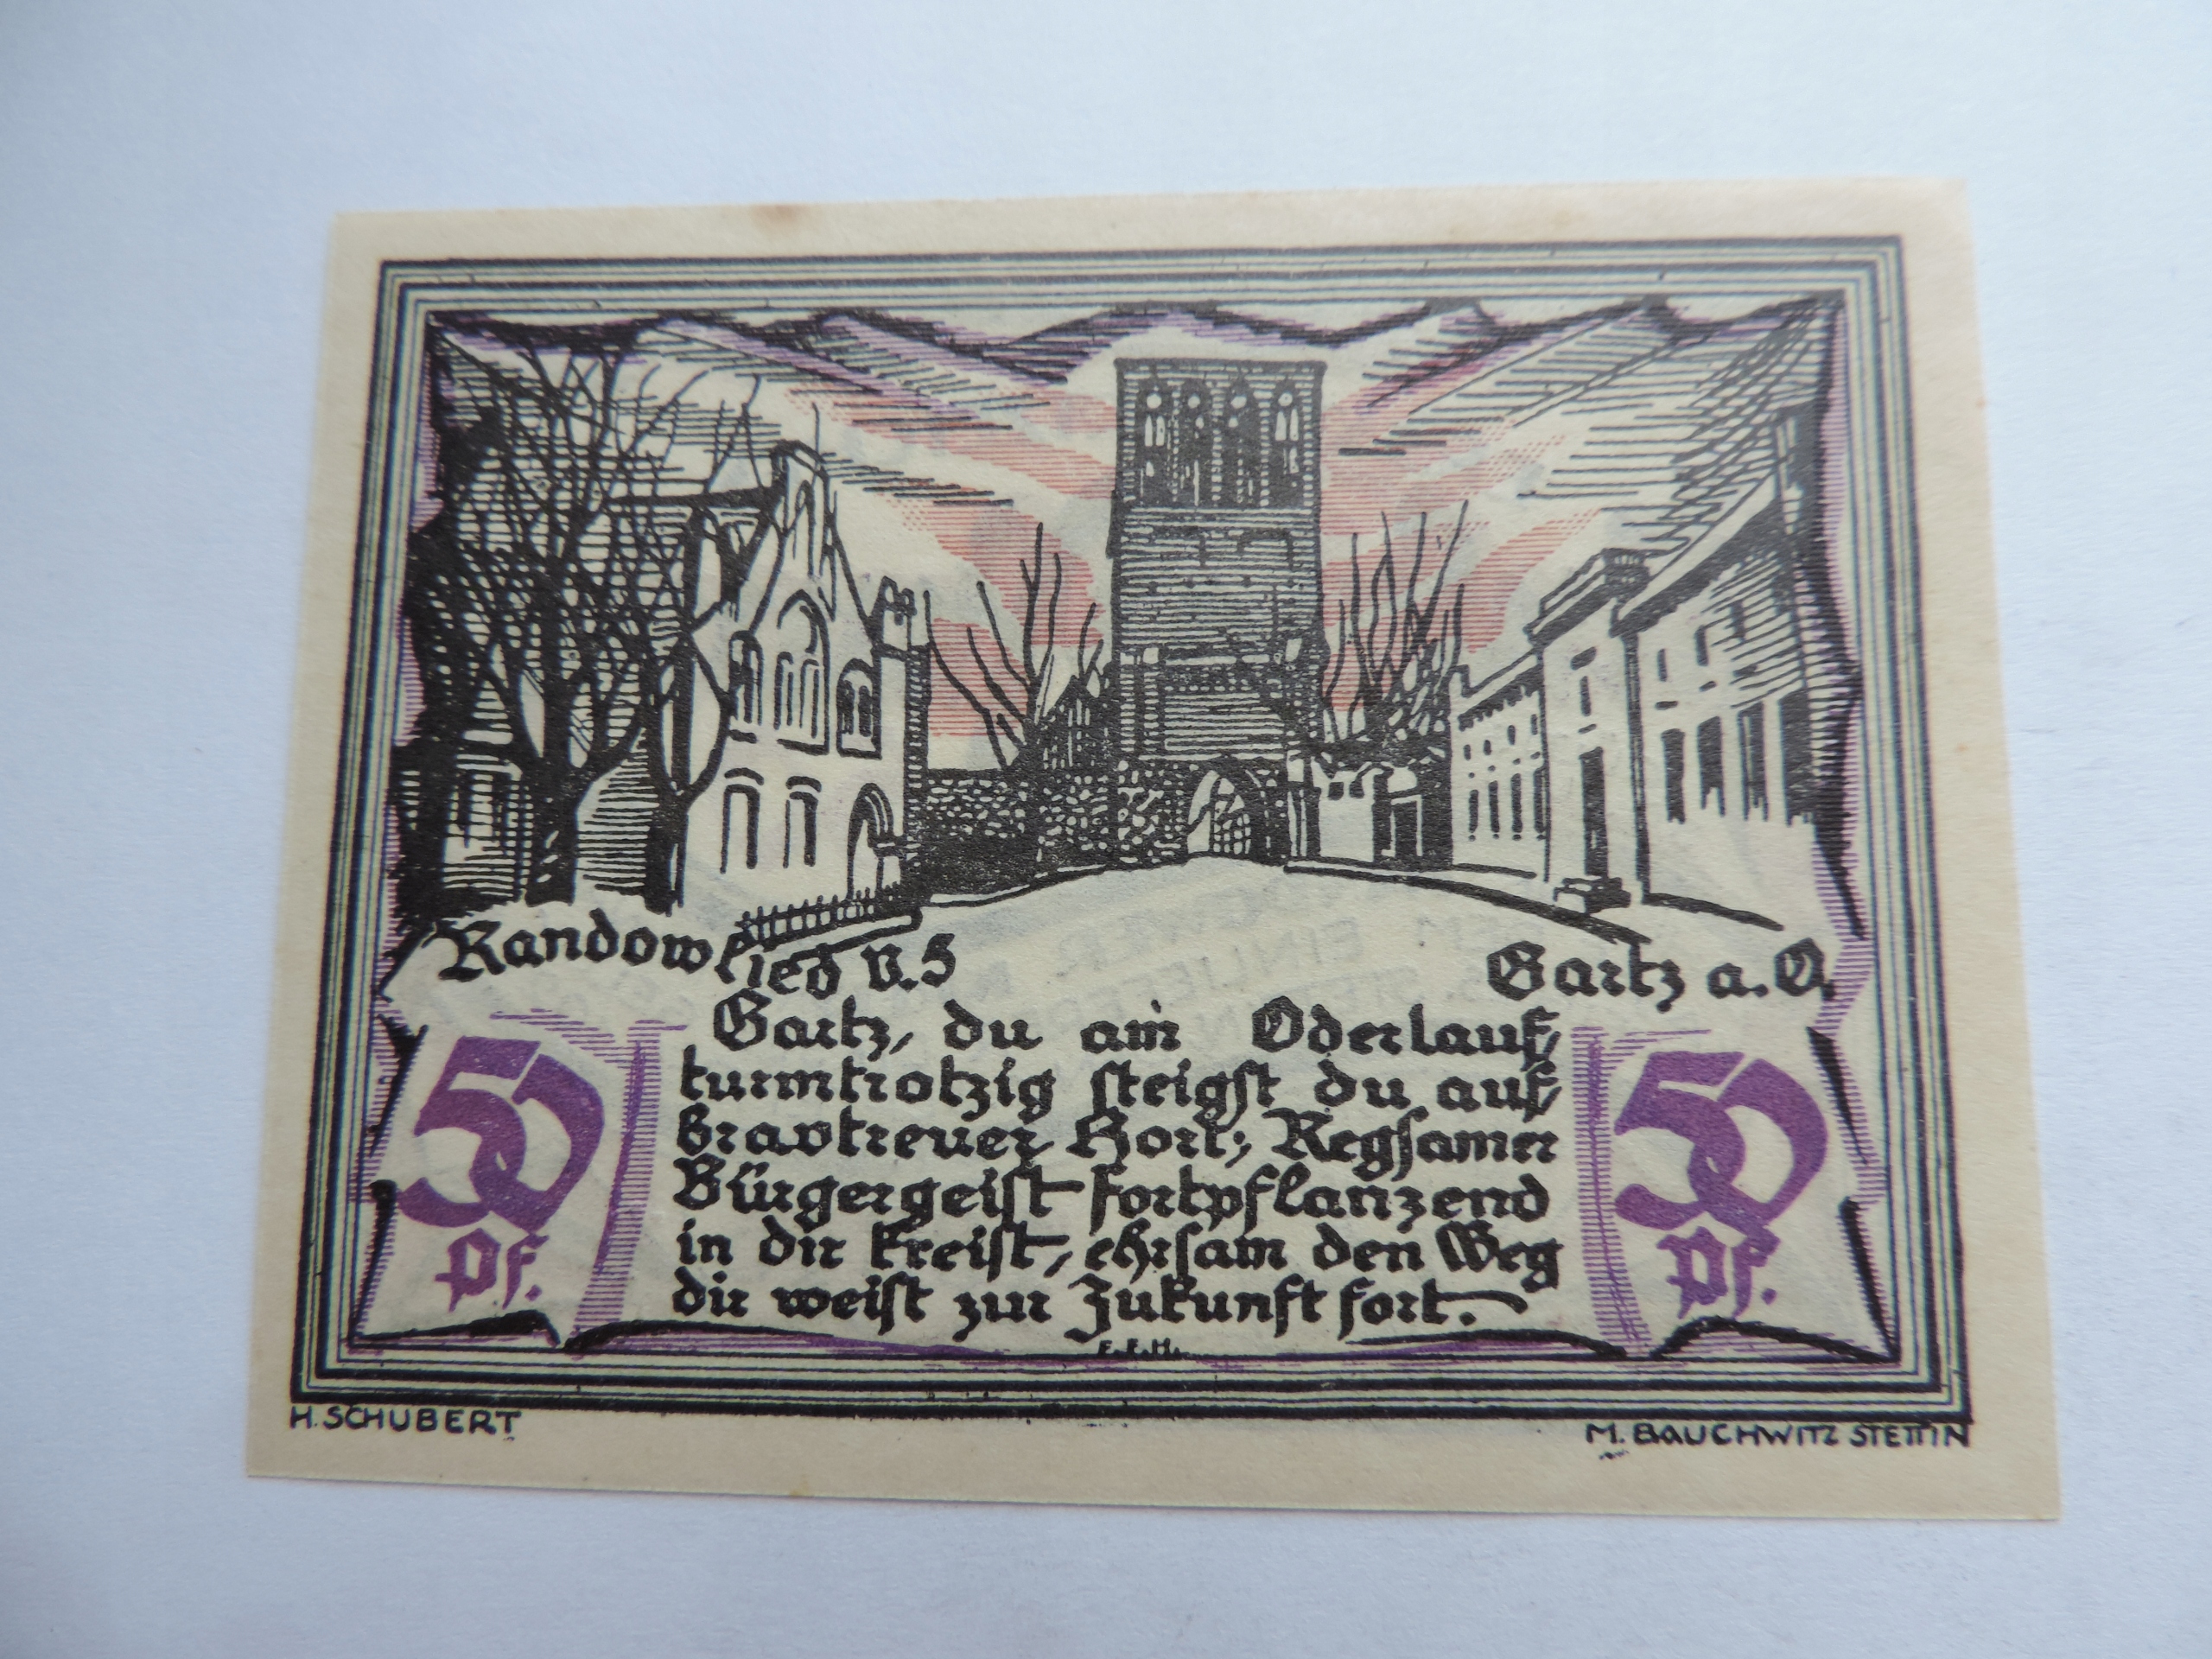 Randowlied V.5
Gartz a.O.
Gartz, du am Oderlauf,
turmtrotzig steigst du auf,
bravtreuer Hort; Regsamer
Bürgergeist fortpflanzend
in dir kreist, ehrsam den Weg
dir weist zur Zukunft fort.
50
Pf.
50
Pf.
H. SCHUBERT
M. BAUCHWITZ STETTIN